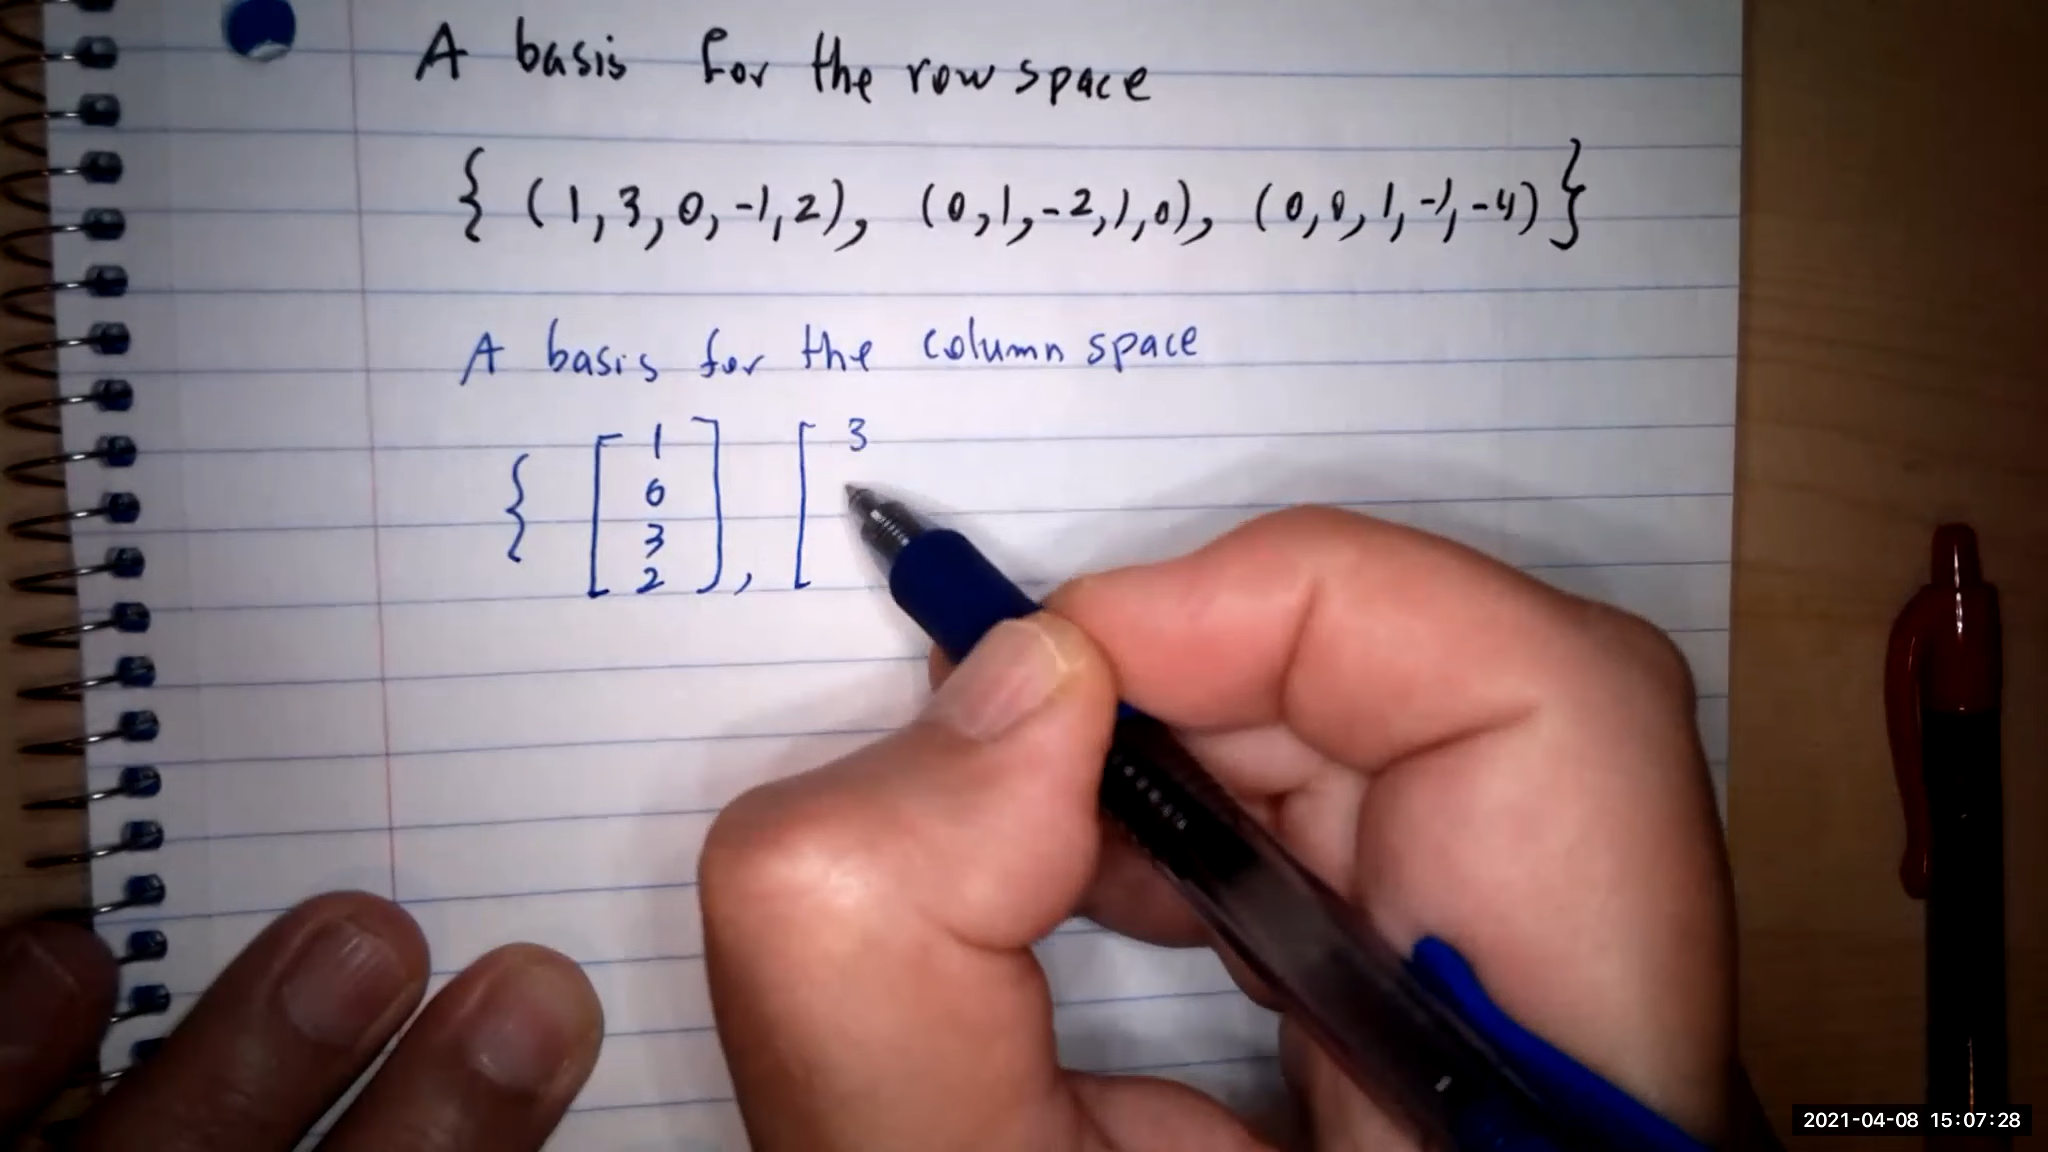 A basis for the row space
{ (1,3,0,-1,2), (0,1,-2,1,0), (0,0,1,-1,-4) }
A basis for the column space
{ [ 1 ], [ 3
0
3
2
2021-04-08 15:07:28